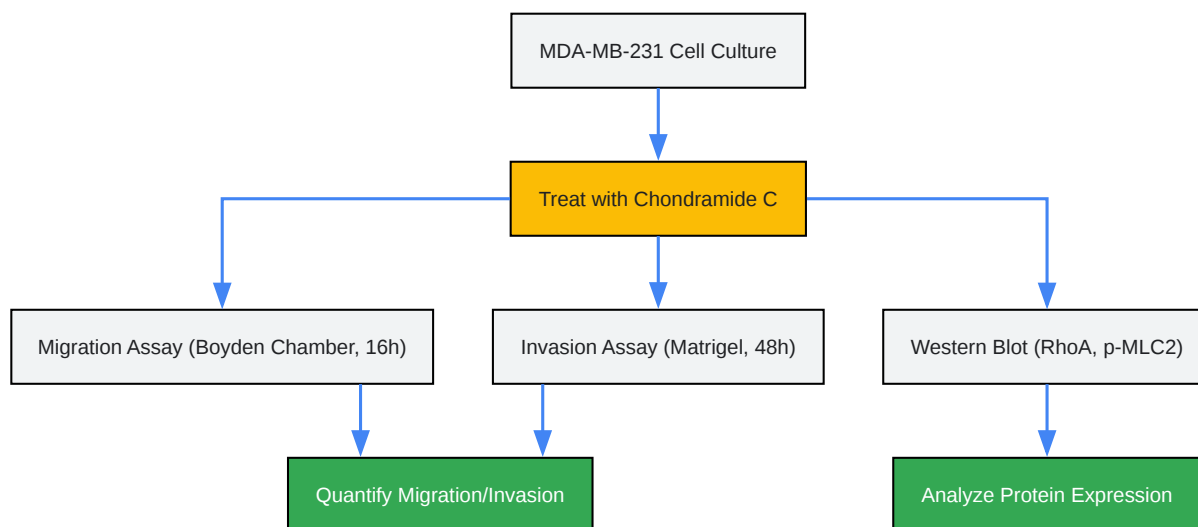 MDA-MB-231 Cell Culture
Treat with Chondramide C
Migration Assay (Boyden Chamber, 16h)
Invasion Assay (Matrigel, 48h)
Western Blot (RhoA, p-MLC2)
Quantify Migration/Invasion
Analyze Protein Expression